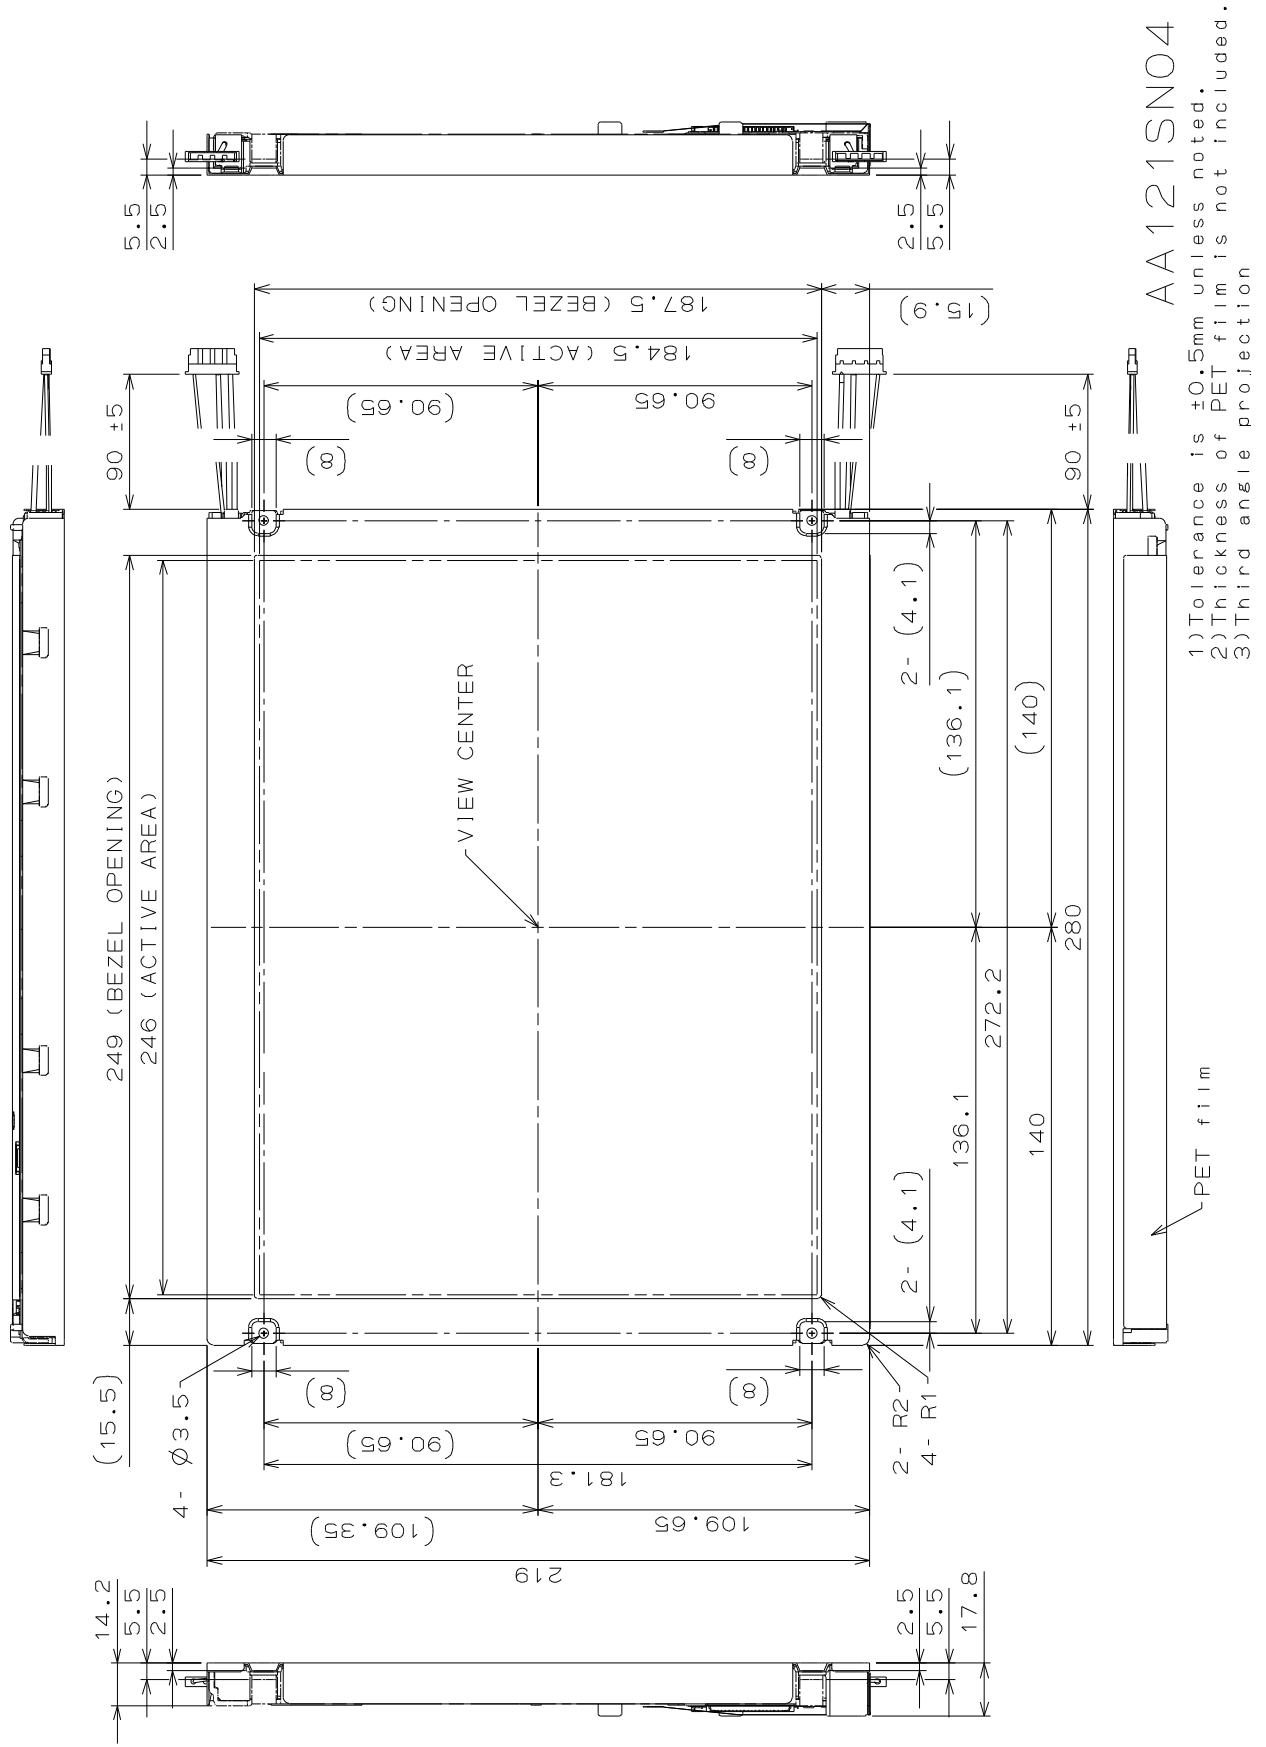 AA121SN04
1)Tolerance is ±0.5mm unless noted.
2)Thickness of PET film is not included.
3)Third angle projection
5.5
2.5
2.5
5.5
90 ±5
187.5 (BEZEL OPENING)
184.5 (ACTIVE AREA)
(15.9)
(90.65)
90.65
(8)
(8)
90 ±5
249 (BEZEL OPENING)
246 (ACTIVE AREA)
VIEW CENTER
2- (4.1)
(136.1)
(140)
280
272.2
136.1
140
2- (4.1)
PET film
(15.5)
4- Ø3.5
(8)
(8)
(90.65)
90.65
181.3
(109.35)
109.65
219
2- R2
4- R1
14.2
5.5
2.5
2.5
5.5
17.8